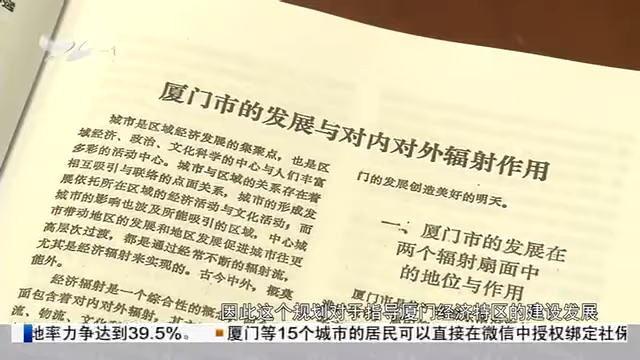 厦门市的发展与对内对外辐射作用
城市是区域经济发展的集聚点，也是区
域经济、政治、文化科学的中心与人们丰富
多彩的活动中心。城市与区域的关系存在着
相互吸引与联络的点面关系，城市的形成发
展依托所在区域的经济活动与文化活动，而
城市的影响也波及所能吸引的区域，中心城
市带动地区的发展和地区发展促进城市往更
高层次过渡，都是通过经常不断的辐射流，
尤其是经济辐射来实现的。古今中外，概莫
能外。
经济辐射是一个综合性的概
面包含着对内对外辐射，其
流、物流、文
门的发展创造美好的明天。
一、厦门市的发展在
两个辐射扇面中
的地位与作用
厦门市
因此这个规划对于指导厦门经济特区的建设发展
地率力争达到39.5%。 厦门等15个城市的居民可以直接在微信中授权绑定社保